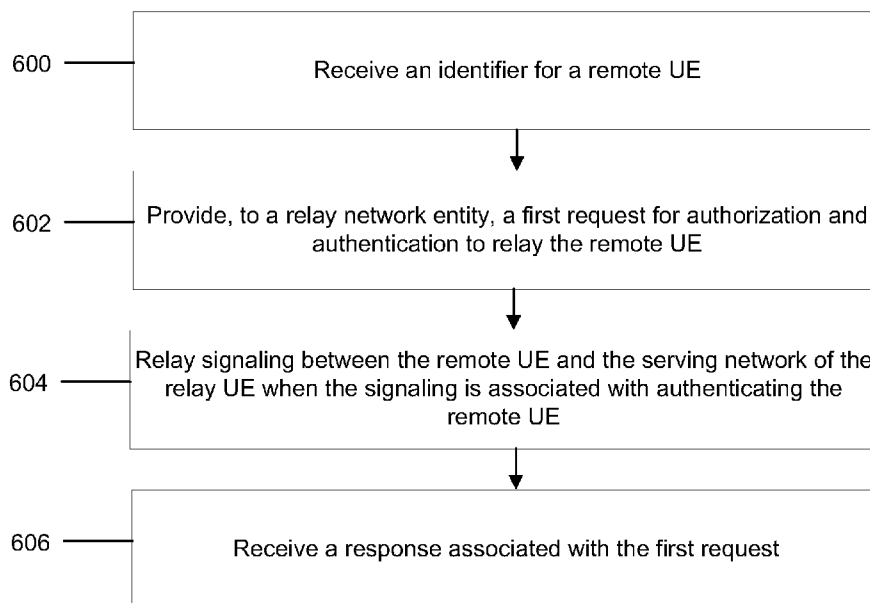 600
Receive an identifier for a remote UE
602
Provide, to a relay network entity, a first request for authorization and
authentication to relay the remote UE
604
Relay signaling between the remote UE and the serving network of the
relay UE when the signaling is associated with authenticating the
remote UE
606
Receive a response associated with the first request